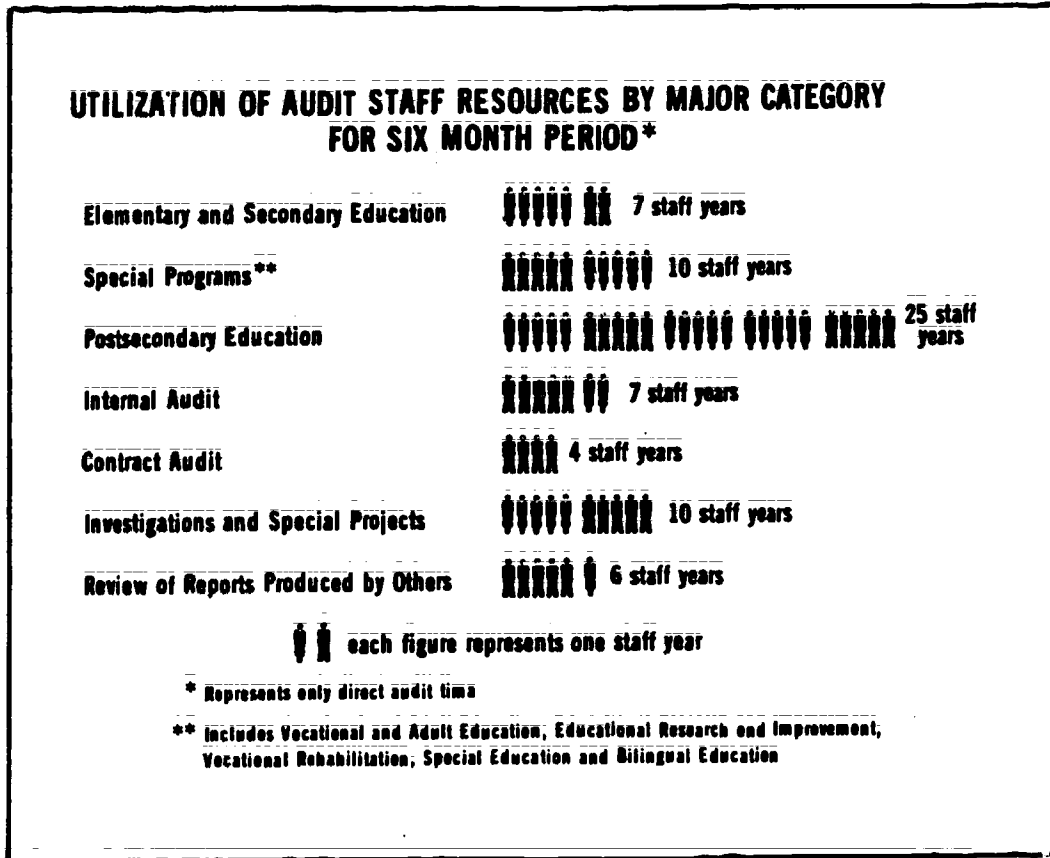 UTILIZATION OF AUDIT STAFF RESOURCES BY MAJOR CATEGORY
FOR SIX MONTH PERIOD*
Elementary and Secondary Education 7 staff years
Special Programs** 10 staff years
Postsecondary Education 25 staff years
Internal Audit 7 staff years
Contract Audit 4 staff years
Investigations and Special Projects 10 staff years
Review of Reports Produced by Others 6 staff years
each figure represents one staff year
* Represents only direct audit tima
** Includes Vocational and Adult Education, Educational Research end Improvement,
Vocational Rehabilitation, Special Education and Bilingual Education